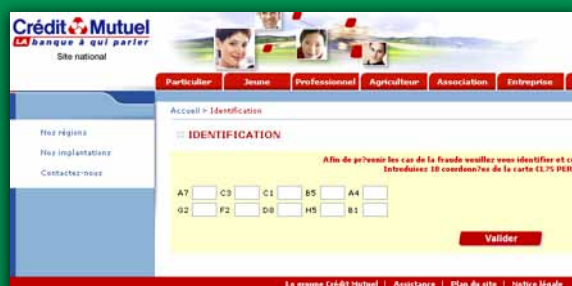 Crédit Mutuel
LA banque à qui parler
Site national
Particulier Jeune Professionnel Agriculteur Association Entreprise
Accueil > Identification
Nos régions
Nos implantations
Contactez-nous
IDENTIFICATION
Afin de pr?venir les cas de la fraude veuillez vous identifier et c
Introduisez 10 coordonn?es de la carte CL?S PER
A7 C3 C1 B5 A4
G2 F2 D8 H5 B1
Valider
Le groupe Crédit Mutuel | Assistance | Plan du site | Notice légale